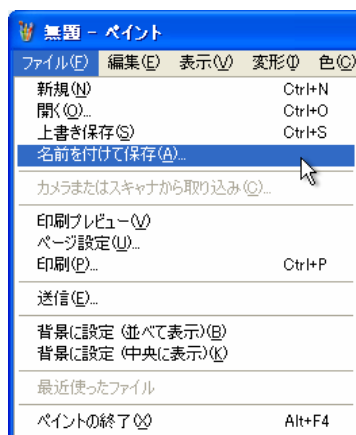 無題 - ペイント
ファイル(F) 編集(E) 表示(V) 変形(I) 色(C)
新規(N) Ctrl+N
開く(O)... Ctrl+O
上書き保存(S) Ctrl+S
名前を付けて保存(A)...
カメラまたはスキャナから取り込み(C)...
印刷プレビュー(V)
ページ設定(U)...
印刷(P)... Ctrl+P
送信(E)...
背景に設定 (並べて表示)(B)
背景に設定 (中央に表示)(K)
最近使ったファイル
ペイントの終了(X) Alt+F4